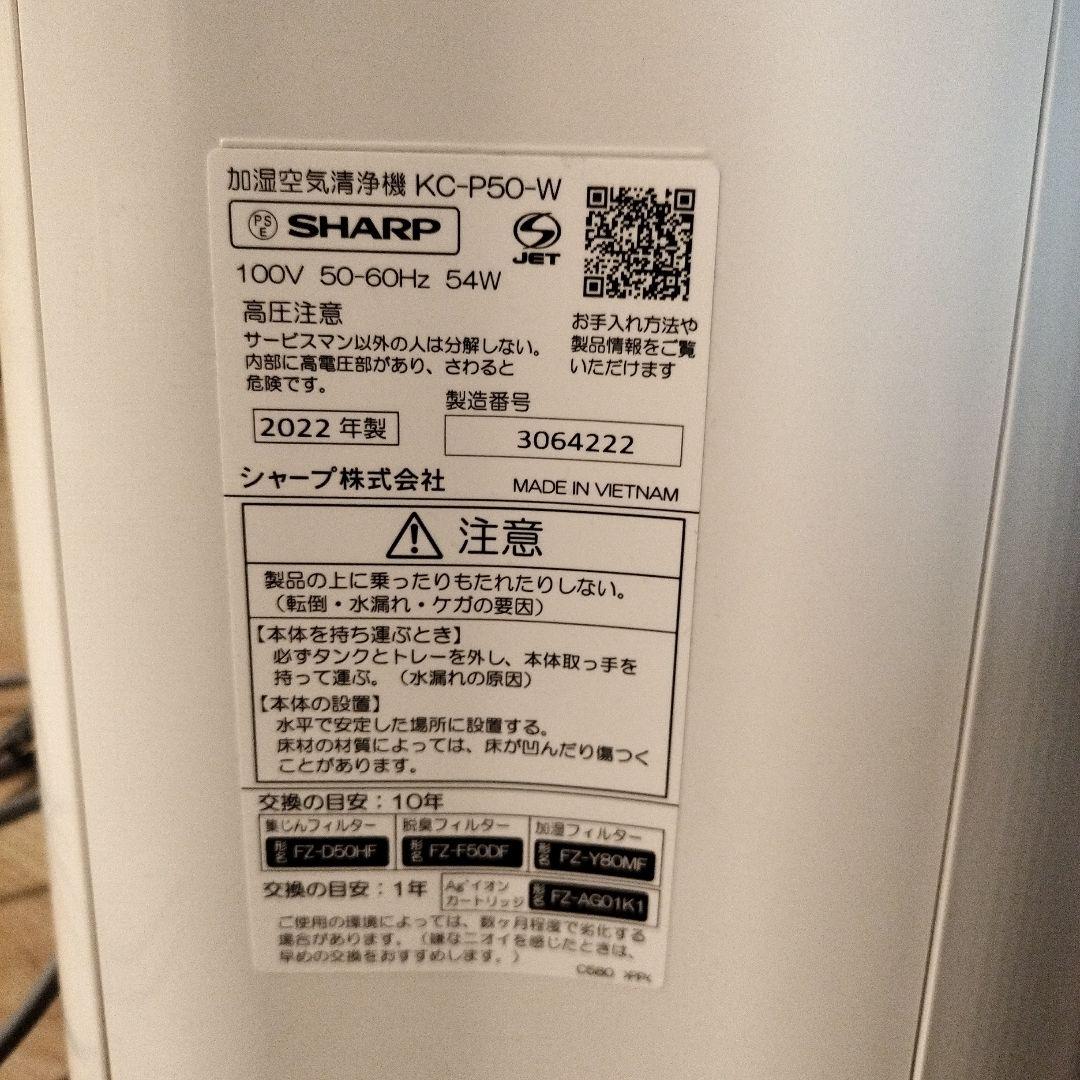 加湿空気清浄機 KC-P50-W
PSE SHARP
JET
100V 50-60Hz 54W
高圧注意
サービスマン以外の人は分解しない。
内部に高電圧部があり、さわると
危険です。
お手入れ方法や
製品情報をご覧
いただけます
2022 年製
製造番号
3064222
シャープ株式会社
MADE IN VIETNAM
注意
製品の上に乗ったりもたれたりしない。
(転倒・水漏れ・ケガの要因)
【本体を持ち運ぶとき】
必ずタンクとトレーを外し、本体取っ手を
持って運ぶ。(水漏れの原因)
【本体の設置】
水平で安定した場所に設置する。
床材の材質によっては、床が凹んだり傷つく
ことがあります。
交換の目安:10年
集じんフィルター
形名 FZ-D50HF
脱臭フィルター
形名 FZ-F50DF
加湿フィルター
形名 FZ-Y80MF
交換の目安:1年
Ag⁺イオン
カートリッジ
形名 FZ-AG01K1
ご使用の環境によっては、数ヶ月程度で劣化する
場合があります。(嫌なニオイを感じたときは、
早めの交換をおすすめします。)